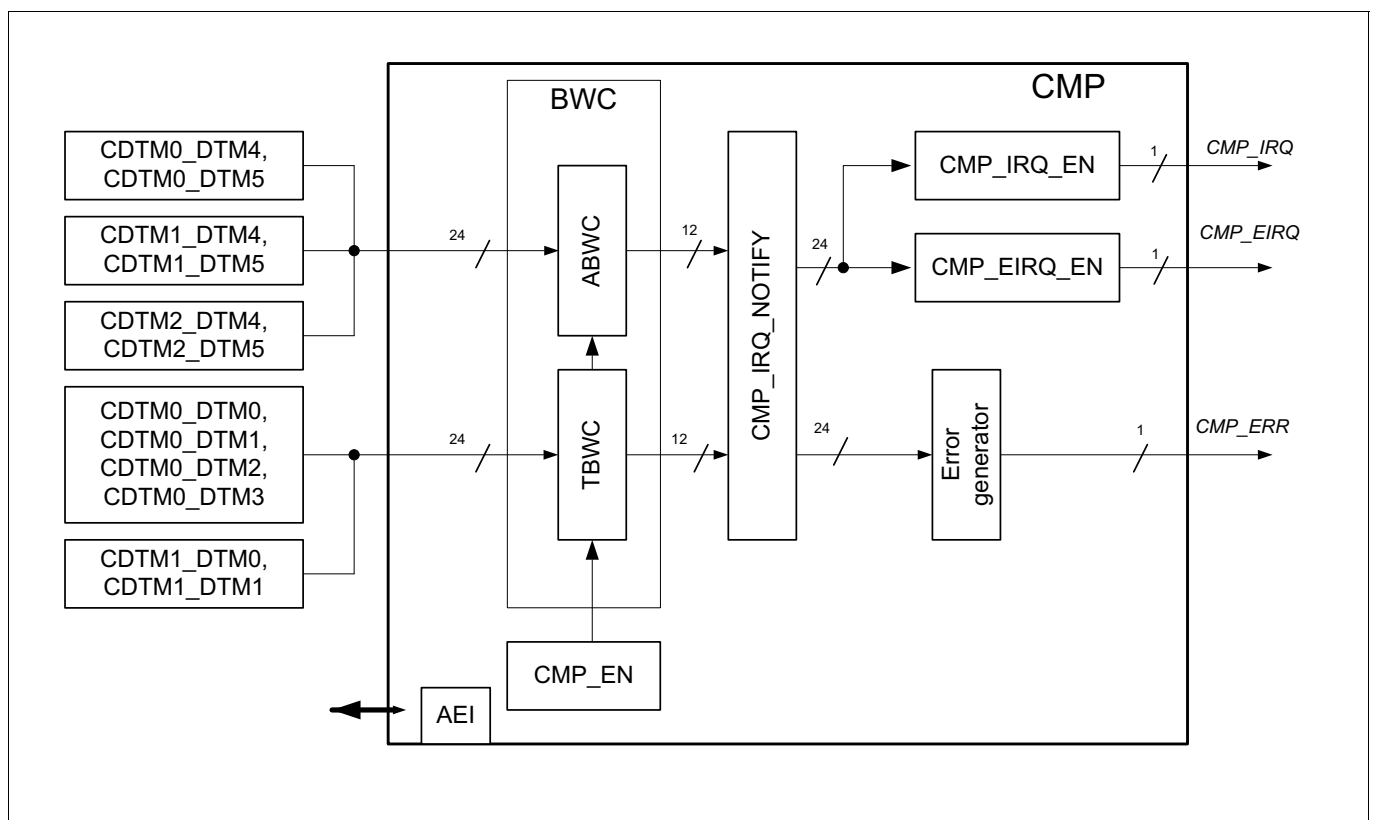 CMP
BWC
CDTM0_DTM4,
CDTM0_DTM5
CDTM1_DTM4,
CDTM1_DTM5
CDTM2_DTM4,
CDTM2_DTM5
CDTM0_DTM0,
CDTM0_DTM1,
CDTM0_DTM2,
CDTM0_DTM3
CDTM1_DTM0,
CDTM1_DTM1
24
24
ABWC
TBWC
CMP_EN
AEI
12
12
CMP_IRQ_NOTIFY
24
24
CMP_IRQ_EN
CMP_EIRQ_EN
Error
generator
1
CMP_IRQ
1
CMP_EIRQ
1
CMP_ERR